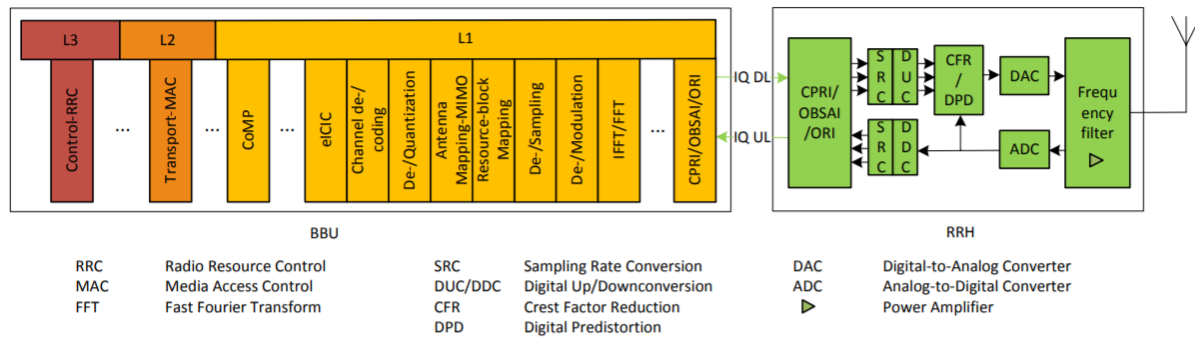 L3
L2
L1
Control-RRC
...
Transport-MAC
...
CoMP
...
eICIC
Channel de-/
coding
De-/Quantization
Antenna
Mapping-MIMO
Resource-block
Mapping
De-/Sampling
De-/Modulation
IFFT/FFT
...
CPRI/OBSAI/ORI
IQ DL
IQ UL
CPRI/
OBSAI
/ORI
SRC
DUC
CFR
/
DPD
DAC
SRC
DDC
ADC
Frequ
ency
filter
BBU
RRH
RRC Radio Resource Control
MAC Media Access Control
FFT Fast Fourier Transform
SRC Sampling Rate Conversion
DUC/DDC Digital Up/Downconversion
CFR Crest Factor Reduction
DPD Digital Predistortion
DAC Digital-to-Analog Converter
ADC Analog-to-Digital Converter
Power Amplifier